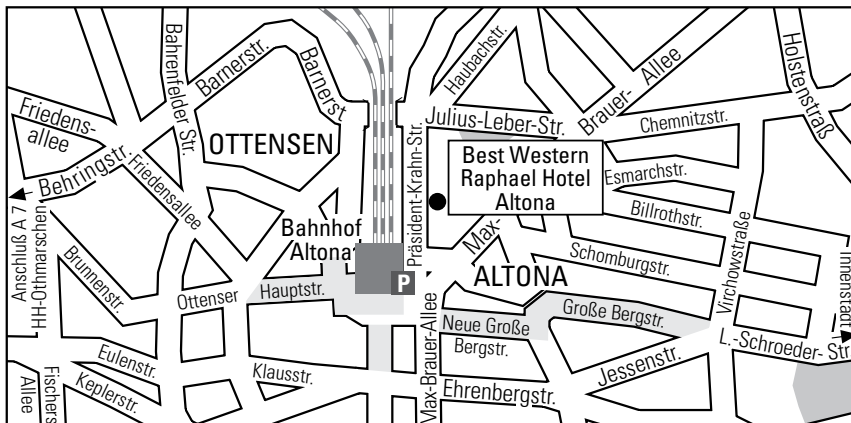 Bahrenfelder Str.
Barnerstr.
Barnerst
Haubachstr.
Brauer- Allee
Holstenstraß
Friedens-
allee
Julius-Leber-Str.
Chemnitzstr.
OTTENSEN
Behringstr.
Friedensallee
Präsident-Krahn-Str.
Best Western
Raphael Hotel
Altona
Esmarchstr.
Billrothstr.
Anschluß A 7
HH-Othmarschen
Bahnhof
Altona
Max-
Schomburgstr.
Virchowstraße
Innenstadt
Brunnenstr.
Ottenser
Hauptstr.
P
ALTONA
Große Bergstr.
Max-Brauer-Allee
Neue Große
Bergstr.
L.-Schroeder- Str
Eulenstr.
Klausstr.
Jessenstr.
Fischers
Allee
Keplerstr.
Ehrenbergstr.